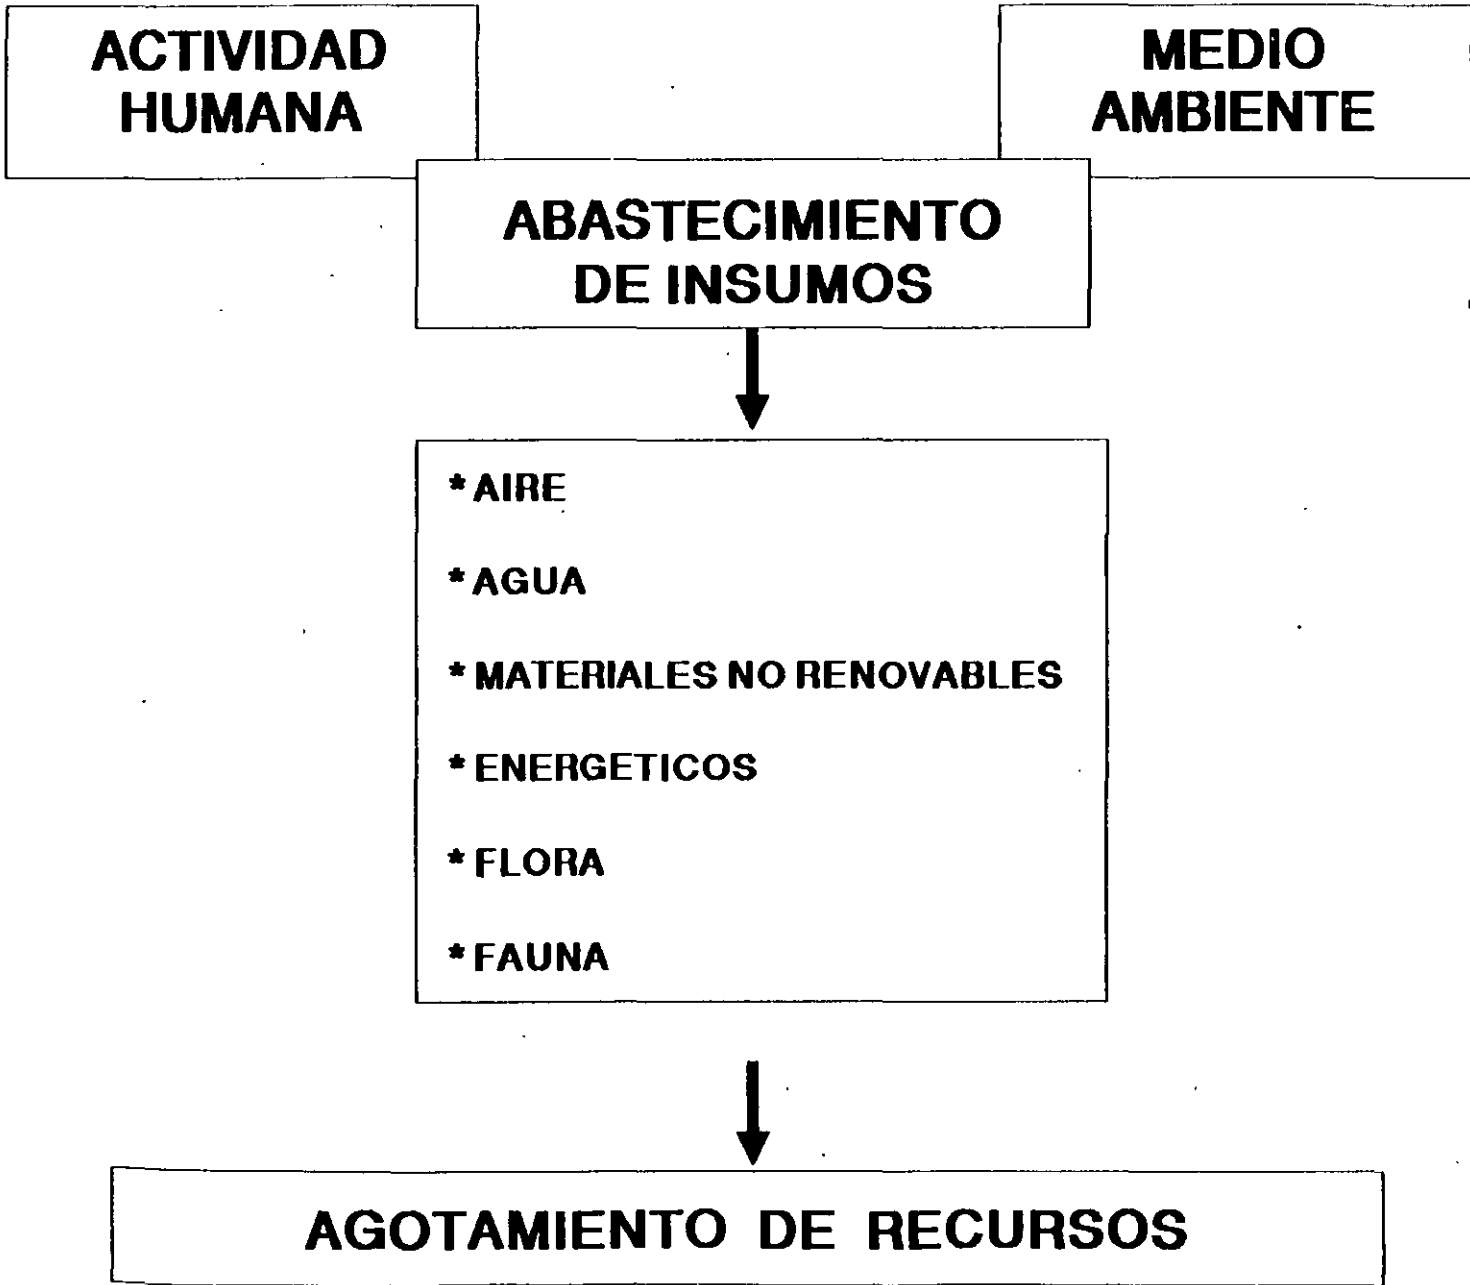 ACTIVIDAD
HUMANA
MEDIO
AMBIENTE
ABASTECIMIENTO
DE INSUMOS
* AIRE
* AGUA
* MATERIALES NO RENOVABLES
* ENERGETICOS
* FLORA
* FAUNA
AGOTAMIENTO DE RECURSOS